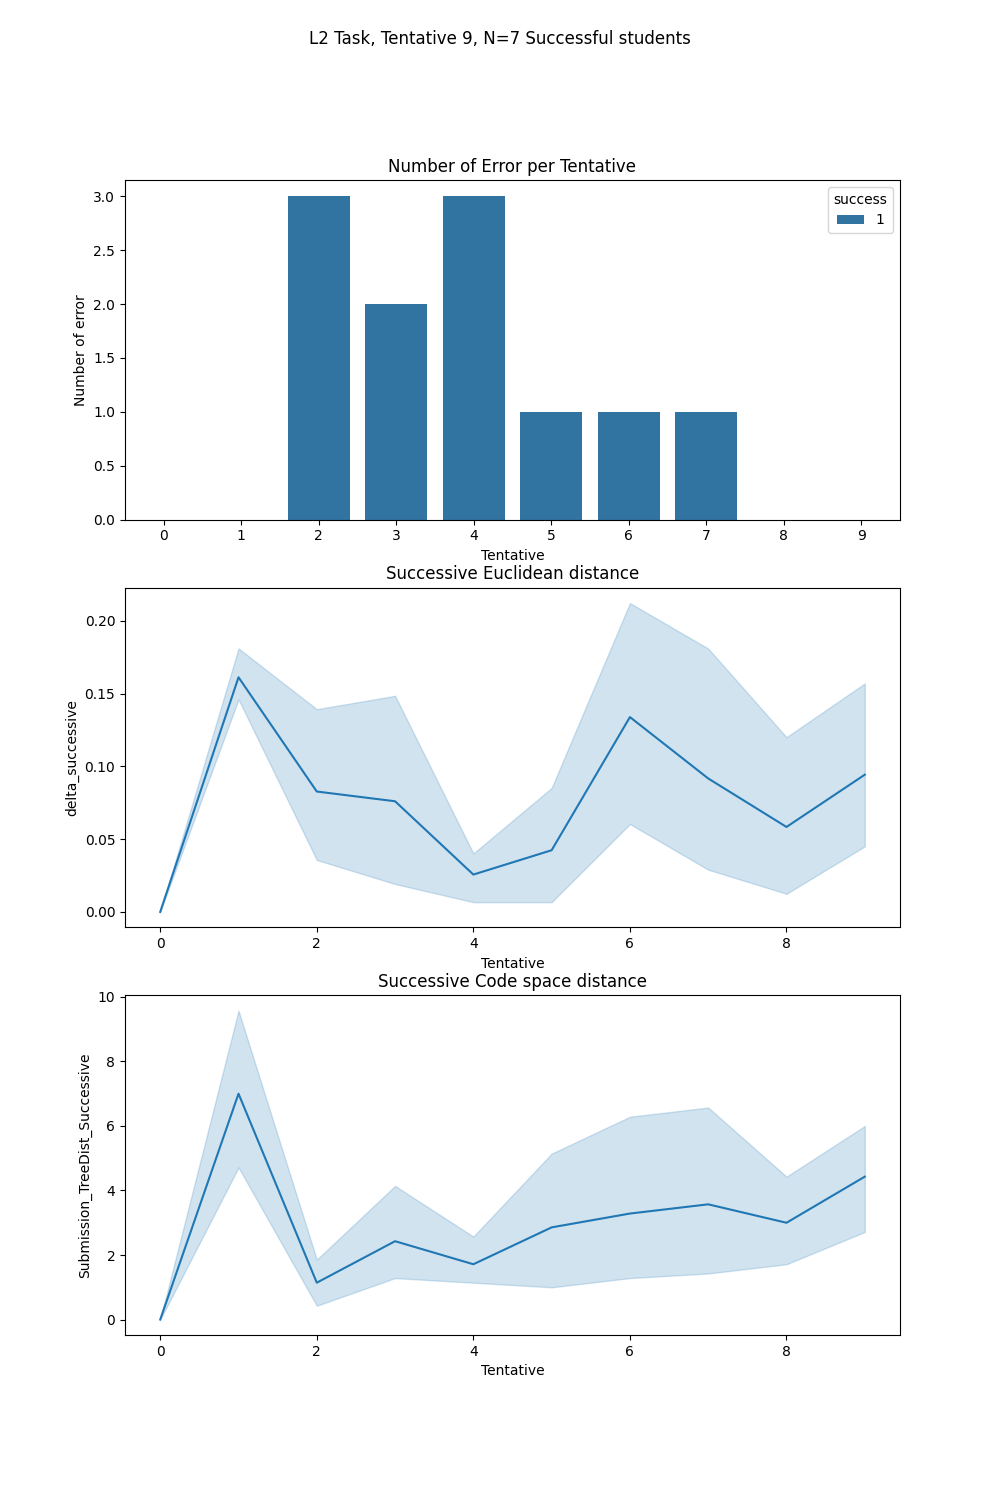 L2 Task, Tentative 9, N=7 Successful students
Number of Error per Tentative
success
1
3.0
2.5
2.0
1.5
1.0
0.5
0.0
Number of error
0 1 2 3 4 5 6 7 8 9
Tentative
Successive Euclidean distance
0.20
0.15
0.10
0.05
0.00
delta_successive
0 2 4 6 8
Tentative
Successive Code space distance
10
8
6
4
2
0
Submission_TreeDist_Successive
0 2 4 6 8
Tentative